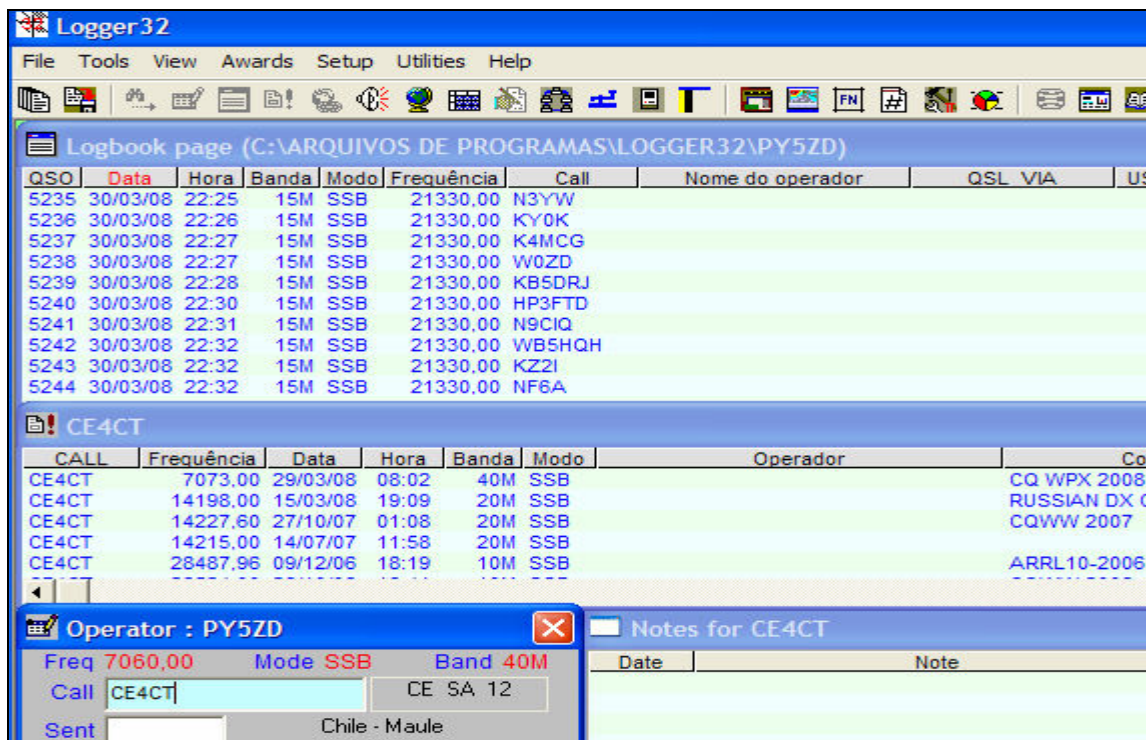 Logger32
File Tools View Awards Setup Utilities Help
FN #
Logbook page (C:\ARQUIVOS DE PROGRAMAS\LOGGER32\PY5ZD)
QSO Data Hora Banda Modo Frequência Call Nome do operador QSL VIA US
5235 30/03/08 22:25 15M SSB 21330,00 N3YW
5236 30/03/08 22:26 15M SSB 21330,00 KY0K
5237 30/03/08 22:27 15M SSB 21330,00 K4MCG
5238 30/03/08 22:27 15M SSB 21330,00 W0ZD
5239 30/03/08 22:28 15M SSB 21330,00 KB5DRJ
5240 30/03/08 22:30 15M SSB 21330,00 HP3FTD
5241 30/03/08 22:31 15M SSB 21330,00 N9CIQ
5242 30/03/08 22:32 15M SSB 21330,00 WB5HQH
5243 30/03/08 22:32 15M SSB 21330,00 KZ2I
5244 30/03/08 22:32 15M SSB 21330,00 NF6A
CE4CT
CALL Frequência Data Hora Banda Modo Operador Co
CE4CT 7073,00 29/03/08 08:02 40M SSB CQ WPX 2008
CE4CT 14198,00 15/03/08 19:09 20M SSB RUSSIAN DX
CE4CT 14227,60 27/10/07 01:08 20M SSB CQWW 2007
CE4CT 14215,00 14/07/07 11:58 20M SSB
CE4CT 28487,96 09/12/06 18:19 10M SSB ARRL10-2006
Operator : PY5ZD
Notes for CE4CT
Freq 7060,00 Mode SSB Band 40M
Date Note
Call CE4CT CE SA 12
Sent Chile - Maule